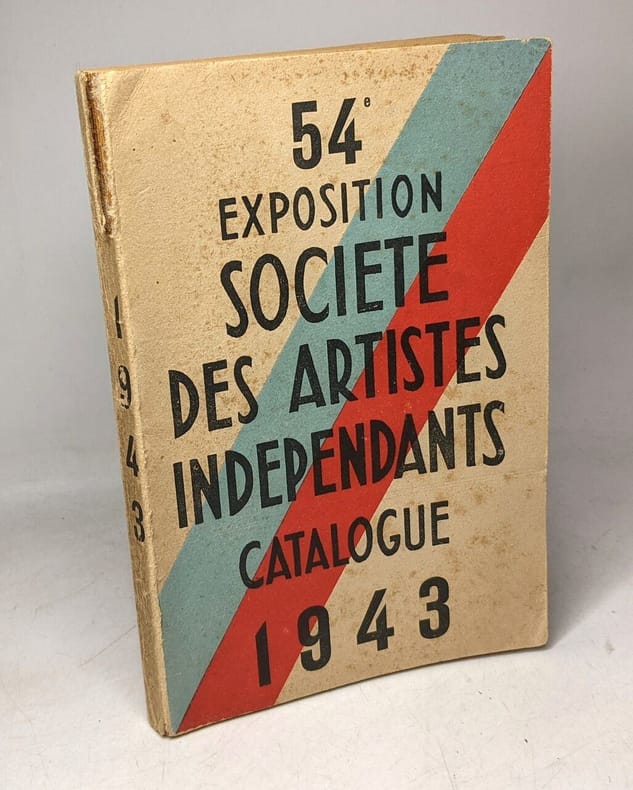 54e
EXPOSITION
SOCIETE
DES ARTISTES
INDEPENDANTS
CATALOGUE
1943
1943